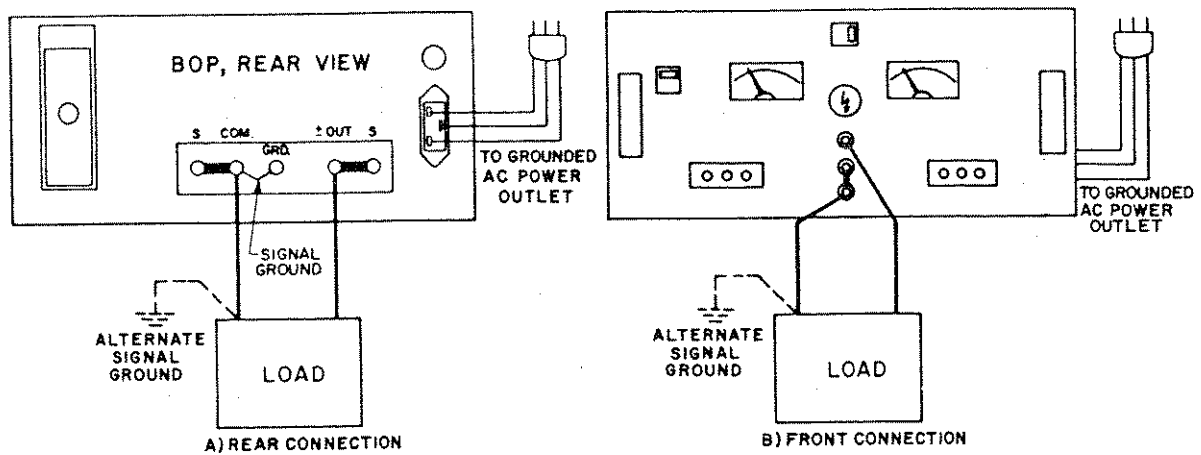 BOP, REAR VIEW
S COM. GRD. ± OUT S
TO GROUNDED
AC POWER
OUTLET
SIGNAL
GROUND
ALTERNATE
SIGNAL
GROUND
LOAD
A) REAR CONNECTION
TO GROUNDED
AC POWER
OUTLET
ALTERNATE
SIGNAL
GROUND
LOAD
B) FRONT CONNECTION